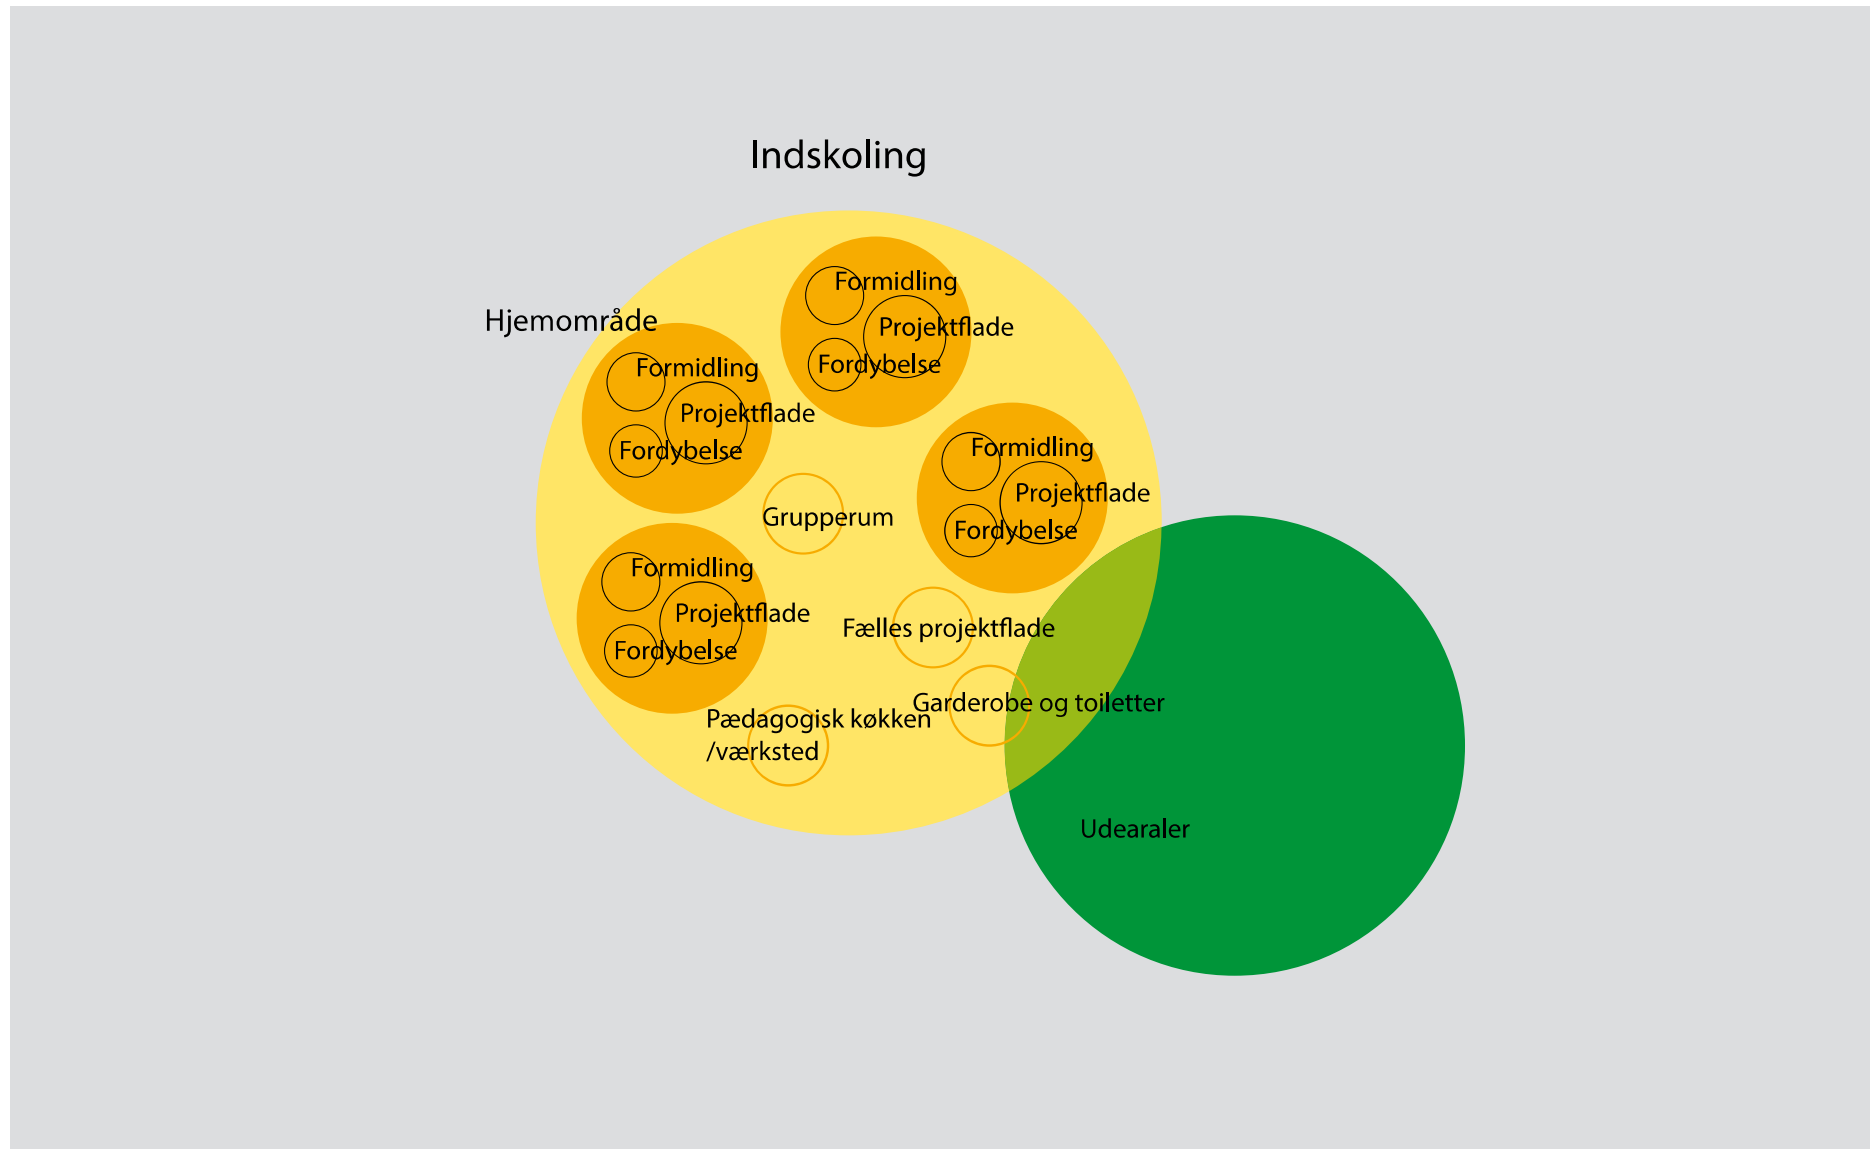 Indskoling
Hjemområde
Formidling
Projektflade
Fordybelse
Formidling
Projektflade
Fordybelse
Formidling
Projektflade
Fordybelse
Grupperum
Formidling
Projektflade
Fordybelse
Fælles projektflade
Garderobe og toiletter
Pædagogisk køkken
/værksted
Udearaler